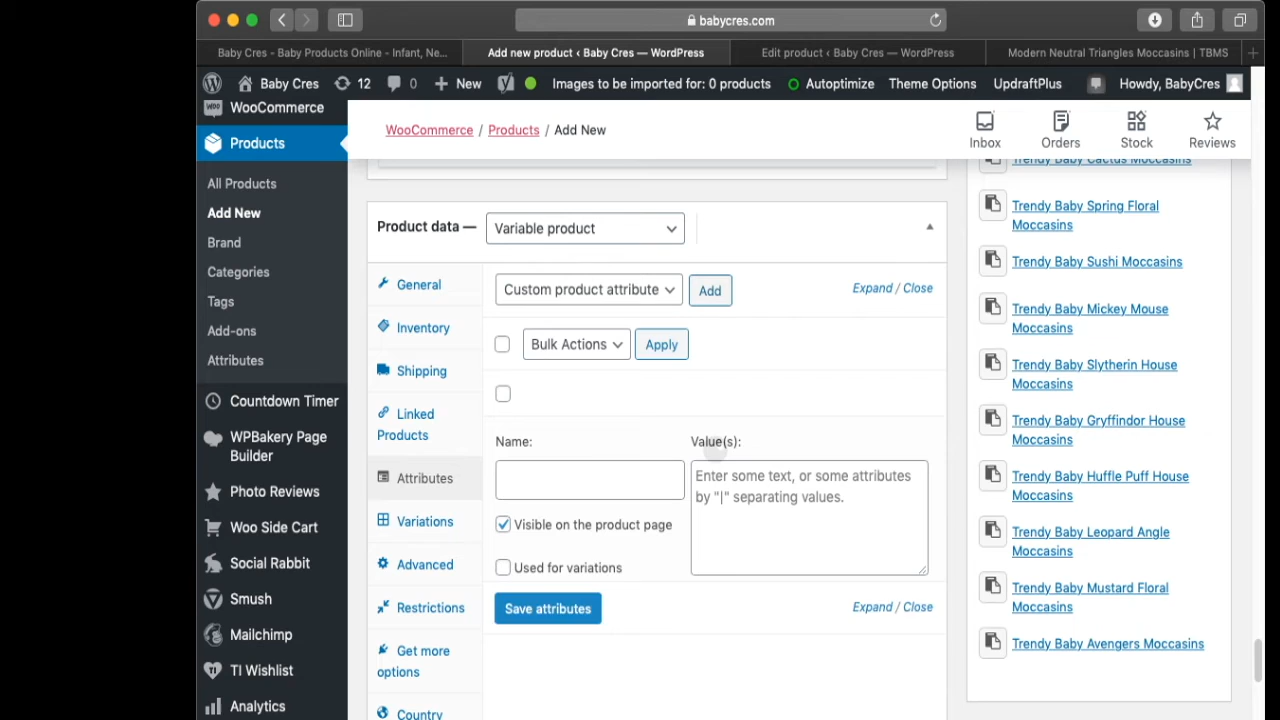 babycres.com
Baby Cres - Baby Products Online - Infant, Ne...
Add new product ‹ Baby Cres — WordPress
Edit product ‹ Baby Cres — WordPress
Modern Neutral Triangles Moccasins | TBMS
Baby Cres
12
0
New
Images to be imported for: 0 products
Autoptimize
Theme Options
UpdraftPlus
Howdy, BabyCres
WooCommerce
Products
All Products
Add New
Brand
Categories
Tags
Add-ons
Attributes
Countdown Timer
WPBakery Page
Builder
Photo Reviews
Woo Side Cart
Social Rabbit
Smush
Mailchimp
TI Wishlist
Analytics
WooCommerce / Products / Add New
Inbox
Orders
Stock
Reviews
Product data —
Variable product
General
Inventory
Shipping
Linked
Products
Attributes
Variations
Advanced
Restrictions
Get more
options
Country
Custom product attribute
Add
Expand / Close
Bulk Actions
Apply
Name:
Value(s):
Enter some text, or some attributes
by "|" separating values.
Visible on the product page
Used for variations
Save attributes
Expand / Close
Trendy Baby Cactus Moccasins
Trendy Baby Spring Floral
Moccasins
Trendy Baby Sushi Moccasins
Trendy Baby Mickey Mouse
Moccasins
Trendy Baby Slytherin House
Moccasins
Trendy Baby Gryffindor House
Moccasins
Trendy Baby Huffle Puff House
Moccasins
Trendy Baby Leopard Angle
Moccasins
Trendy Baby Mustard Floral
Moccasins
Trendy Baby Avengers Moccasins